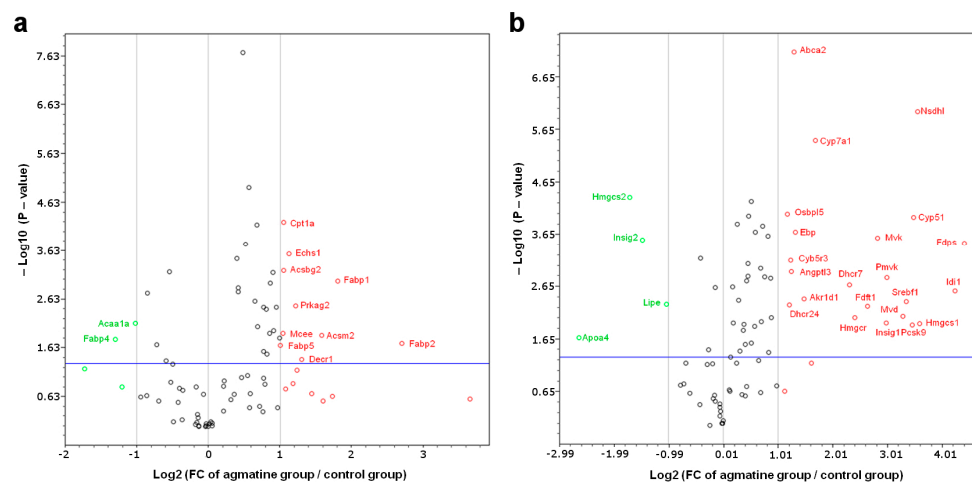 a
b
7.63
6.63
5.63
4.63
3.63
2.63
1.63
0.63
– Log10 (P – value)
Cpt1a
Echs1
Acsbg2
Fabp1
Prkag2
Acaa1a
Mcee
Acsm2
Fabp4
Fabp5
Fabp2
Decr1
-2 -1 0 1 2 3
Log2 (FC of agmatine group / control group)
6.65
5.65
4.65
3.65
2.65
1.65
0.65
– Log10 (P – value)
Abca2
Nsdhl
Cyp7a1
Hmgcs2
Osbpl5
Cyp51
Insig2
Ebp
Mvk
Fdps
Cyb5r3
Angptl3
Dhcr7
Pmvk
Idi1
Lipe
Akr1d1
Srebf1
Dhcr24
Fdft1
Mvd
Hmgcr
Insig1
Pcsk9
Hmgcs1
Apoa4
-2.99 -1.99 -0.99 0.01 1.01 2.01 3.01 4.01
Log2 (FC of agmatine group / control group)